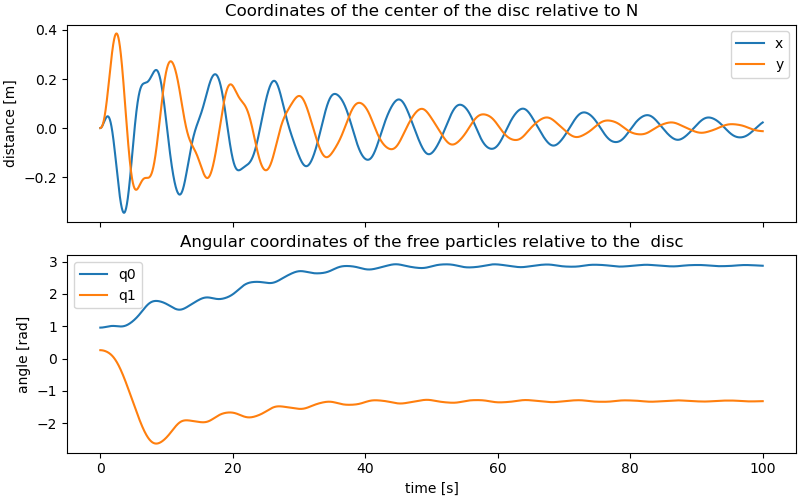 Coordinates of the center of the disc relative to N
distance [m]
0.4
0.2
0.0
−0.2
x
y
Angular coordinates of the free particles relative to the  disc
angle [rad]
3
2
1
0
−1
−2
q0
q1
0
20
40
60
80
100
time [s]